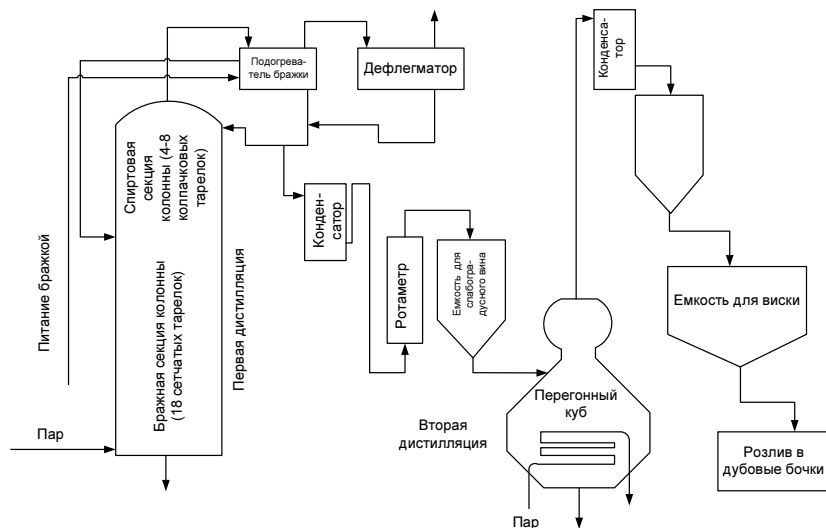 Подогрева-
тель бражки
Дефлегматор
Конденса-
тор
Спиртовая
секция
колонны (4-8
колпачковых
тарелок)
Бражная секция колонны
(18 сетчатых тарелок)
Питание бражкой
Первая дистилляция
Пар
Конден-
сатор
Ротаметр
Емкость для
слабогра-
дусного вина
Вторая
дистилляция
Перегонный
куб
Пар
Емкость для виски
Розлив в
дубовые бочки